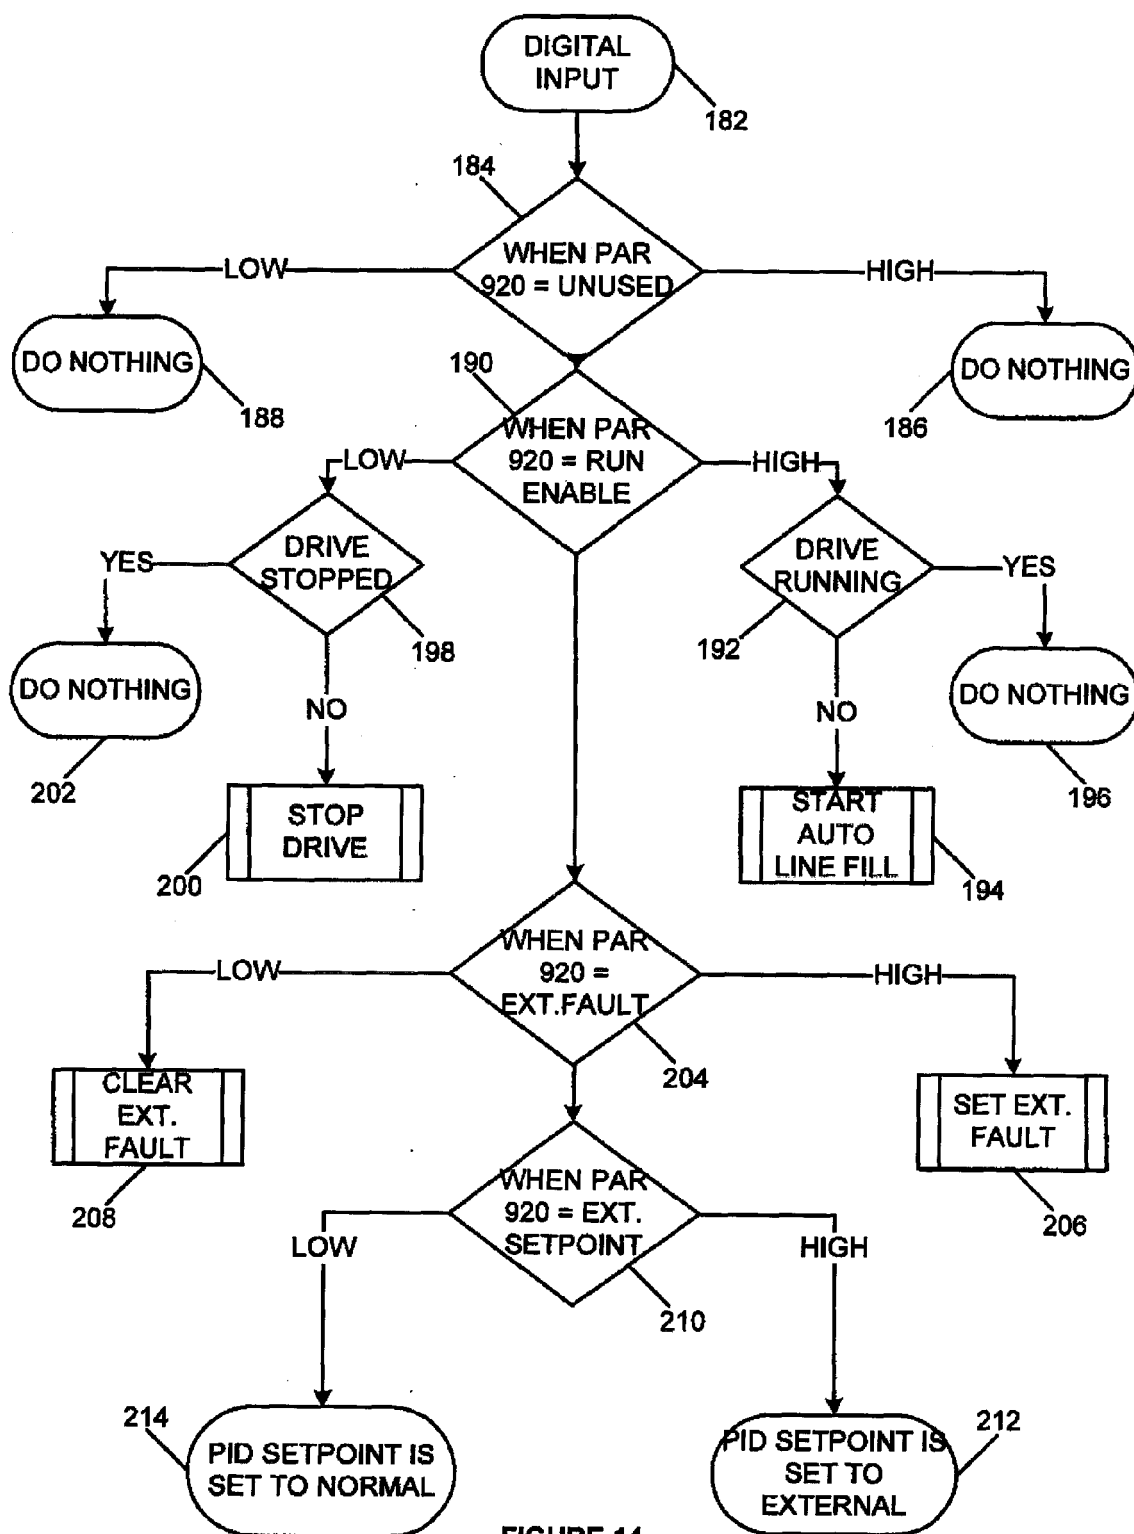 DIGITAL
INPUT
182
184
WHEN PAR
920 = UNUSED
LOW
HIGH
DO NOTHING
188
DO NOTHING
186
190
WHEN PAR
920 = RUN
ENABLE
LOW
HIGH
DRIVE
STOPPED
198
YES
DO NOTHING
202
NO
STOP
DRIVE
200
DRIVE
RUNNING
192
YES
DO NOTHING
196
NO
START
AUTO
LINE FILL
194
WHEN PAR
920 =
EXT.FAULT
204
LOW
HIGH
CLEAR
EXT.
FAULT
208
SET EXT.
FAULT
206
WHEN PAR
920 = EXT.
SETPOINT
210
LOW
HIGH
214
PID SETPOINT IS
SET TO NORMAL
212
PID SETPOINT IS
SET TO
EXTERNAL
FIGURE 14